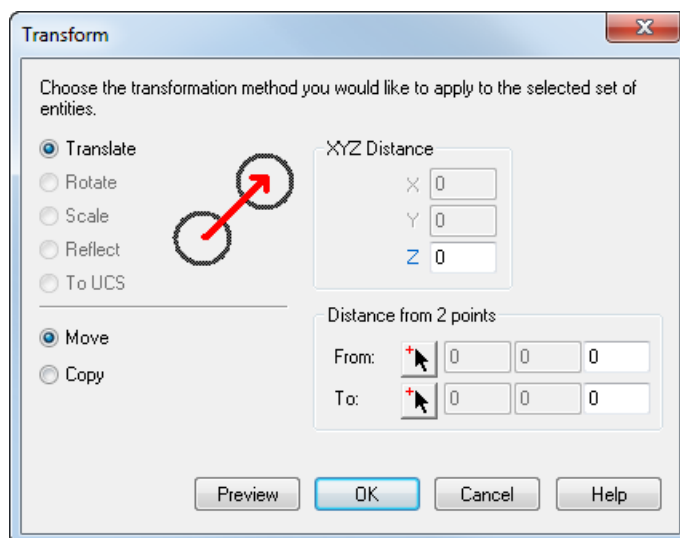 Transform
Choose the transformation method you would like to apply to the selected set of
entities.
Translate
Rotate
Scale
Reflect
To UCS
Move
Copy
XYZ Distance
X 0
Y 0
Z 0
Distance from 2 points
From: 0 0 0
To: 0 0 0
Preview OK Cancel Help